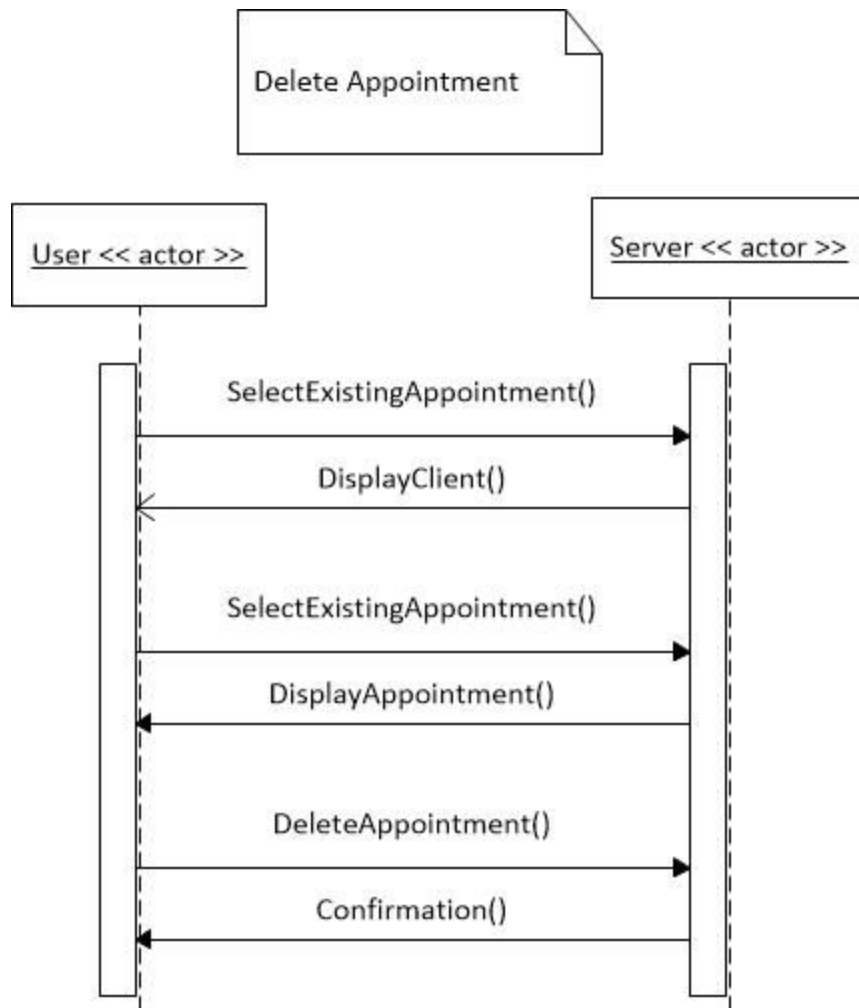 Delete Appointment
User << actor >>
Server << actor >>
SelectExistingAppointment()
DisplayClient()
SelectExistingAppointment()
DisplayAppointment()
DeleteAppointment()
Confirmation()